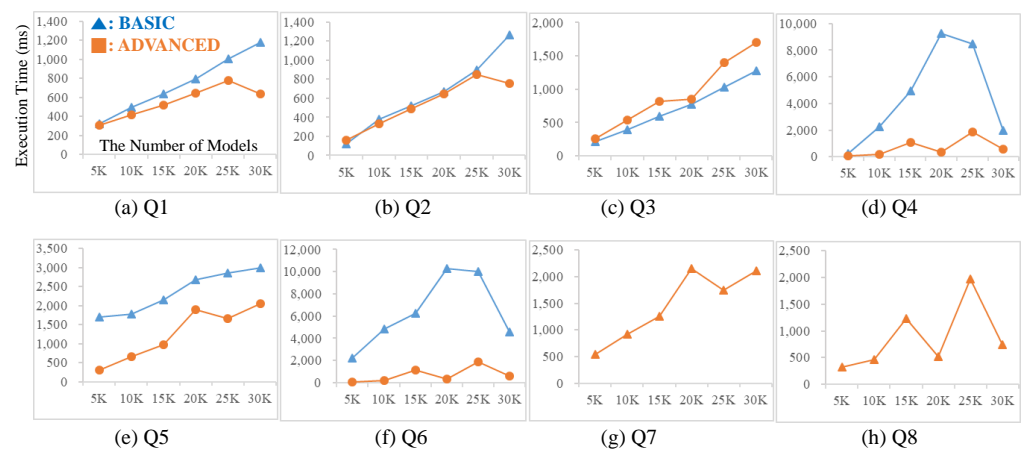 Execution Time (ms)
1,400
1,200
1,000
800
600
400
200
0
▲: BASIC
●: ADVANCED
The Number of Models
5K 10K 15K 20K 25K 30K
(a) Q1
1,400
1,200
1,000
800
600
400
200
0
5K 10K 15K 20K 25K 30K
(b) Q2
2,000
1,500
1,000
500
0
5K 10K 15K 20K 25K 30K
(c) Q3
10,000
8,000
6,000
4,000
2,000
0
5K 10K 15K 20K 25K 30K
(d) Q4
3,500
3,000
2,500
2,000
1,500
1,000
500
0
5K 10K 15K 20K 25K 30K
(e) Q5
12,000
10,000
8,000
6,000
4,000
2,000
0
5K 10K 15K 20K 25K 30K
(f) Q6
2,500
2,000
1,500
1,000
500
0
5K 10K 15K 20K 25K 30K
(g) Q7
2,500
2,000
1,500
1,000
500
0
5K 10K 15K 20K 25K 30K
(h) Q8